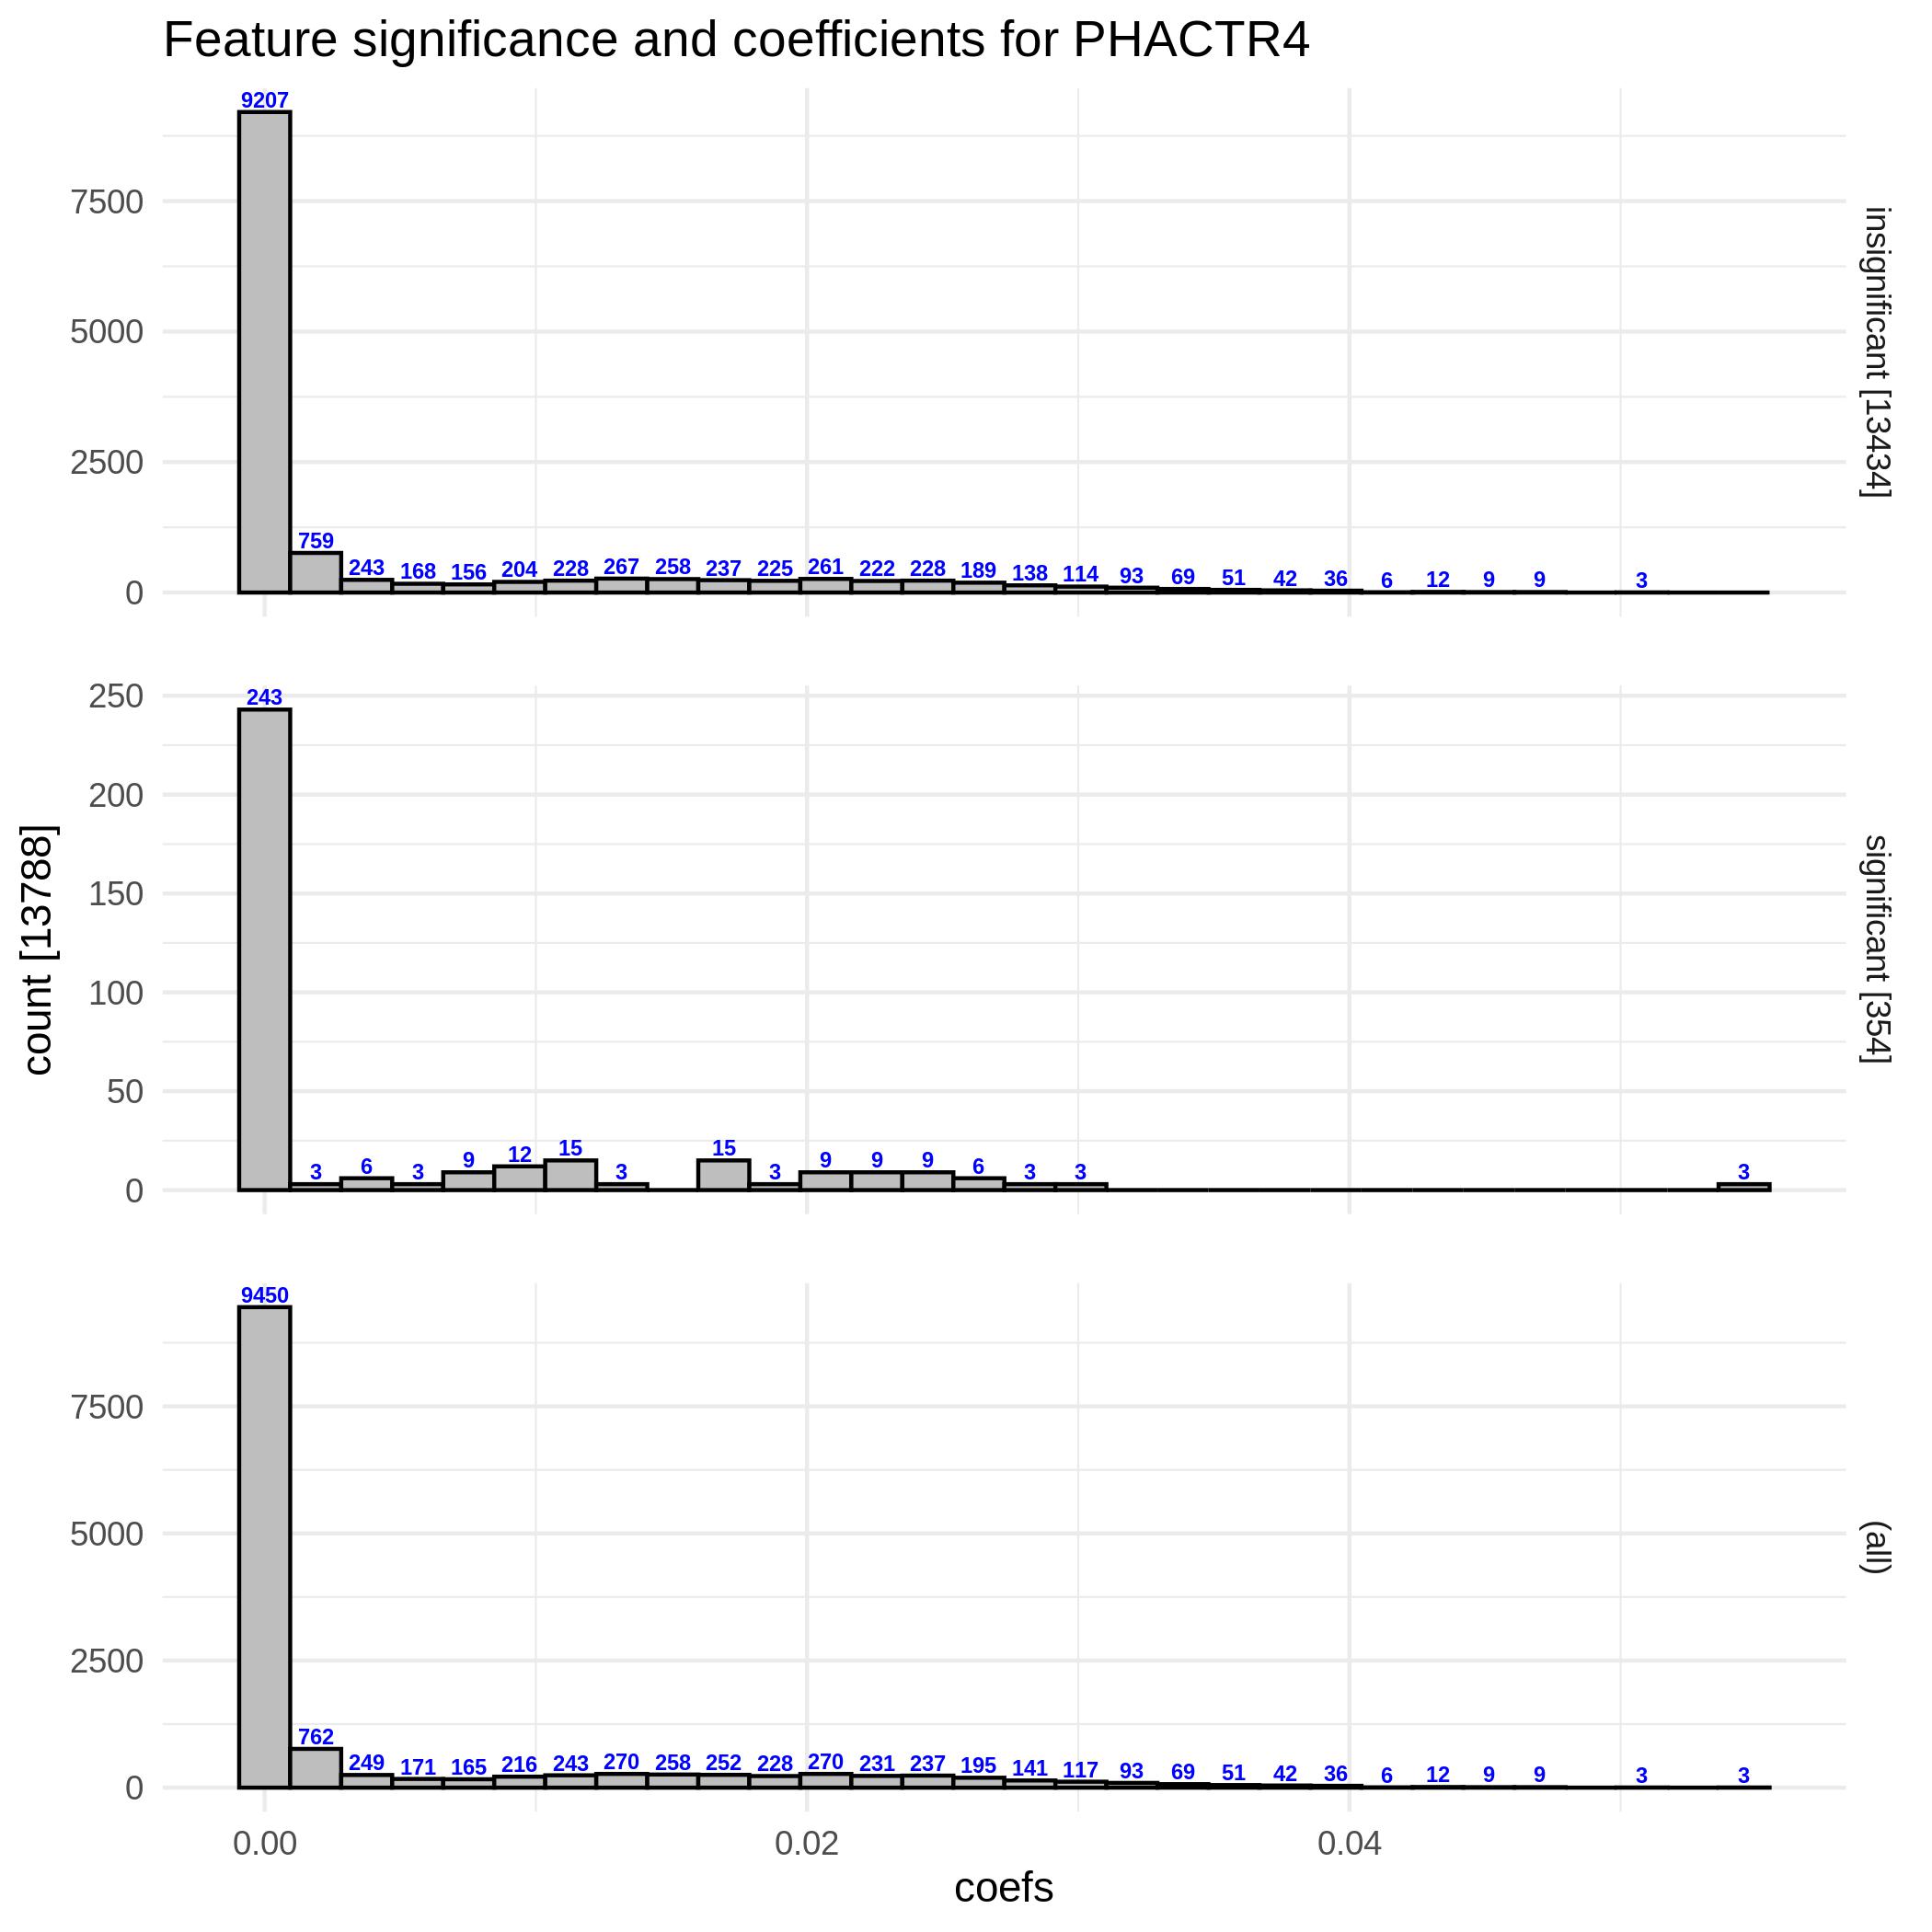 Feature significance and coefficients for PHACTR4
9207
7500
5000
2500
759 243 168 156 204 228 267 258 237 225 261 222 228 189 138 114 93 69 51 42 36 6 12 9 9 3
0
insignificant [13434]
count [13788]
250
243
200
150
100
50
3 6 3 9 12 15 3 15 3 9 9 9 6 3 3 3
0
significant [354]
9450
7500
5000
2500
762 249 171 165 216 243 270 258 252 228 270 231 237 195 141 117 93 69 51 42 36 6 12 9 9 3 3
0
(all)
0.00 0.02 0.04
coefs